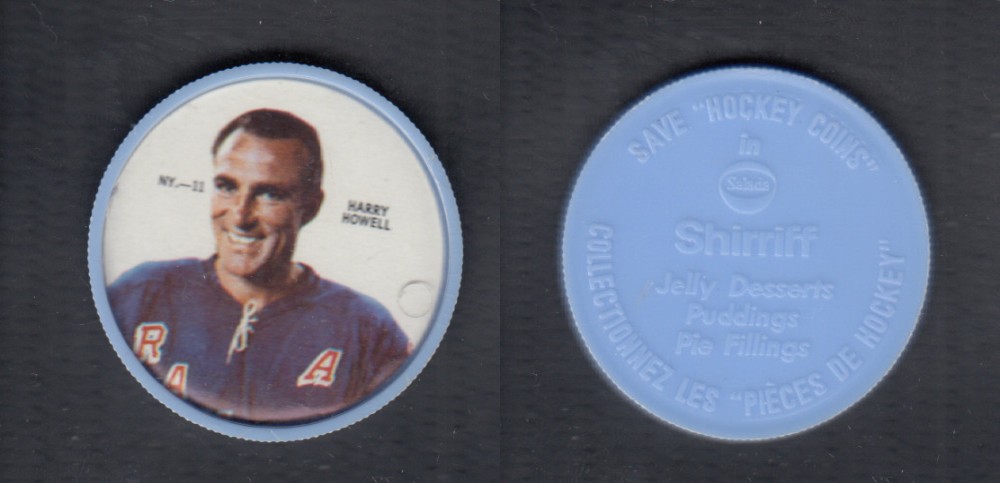 NY.—11
HARRY
HOWELL
R
A
A
SAVE "HOCKEY COINS"
in
Salada
Shirriff
Jelly Desserts
Puddings
Pie Fillings
COLLECTIONNEZ LES "PIÈCES DE HOCKEY"